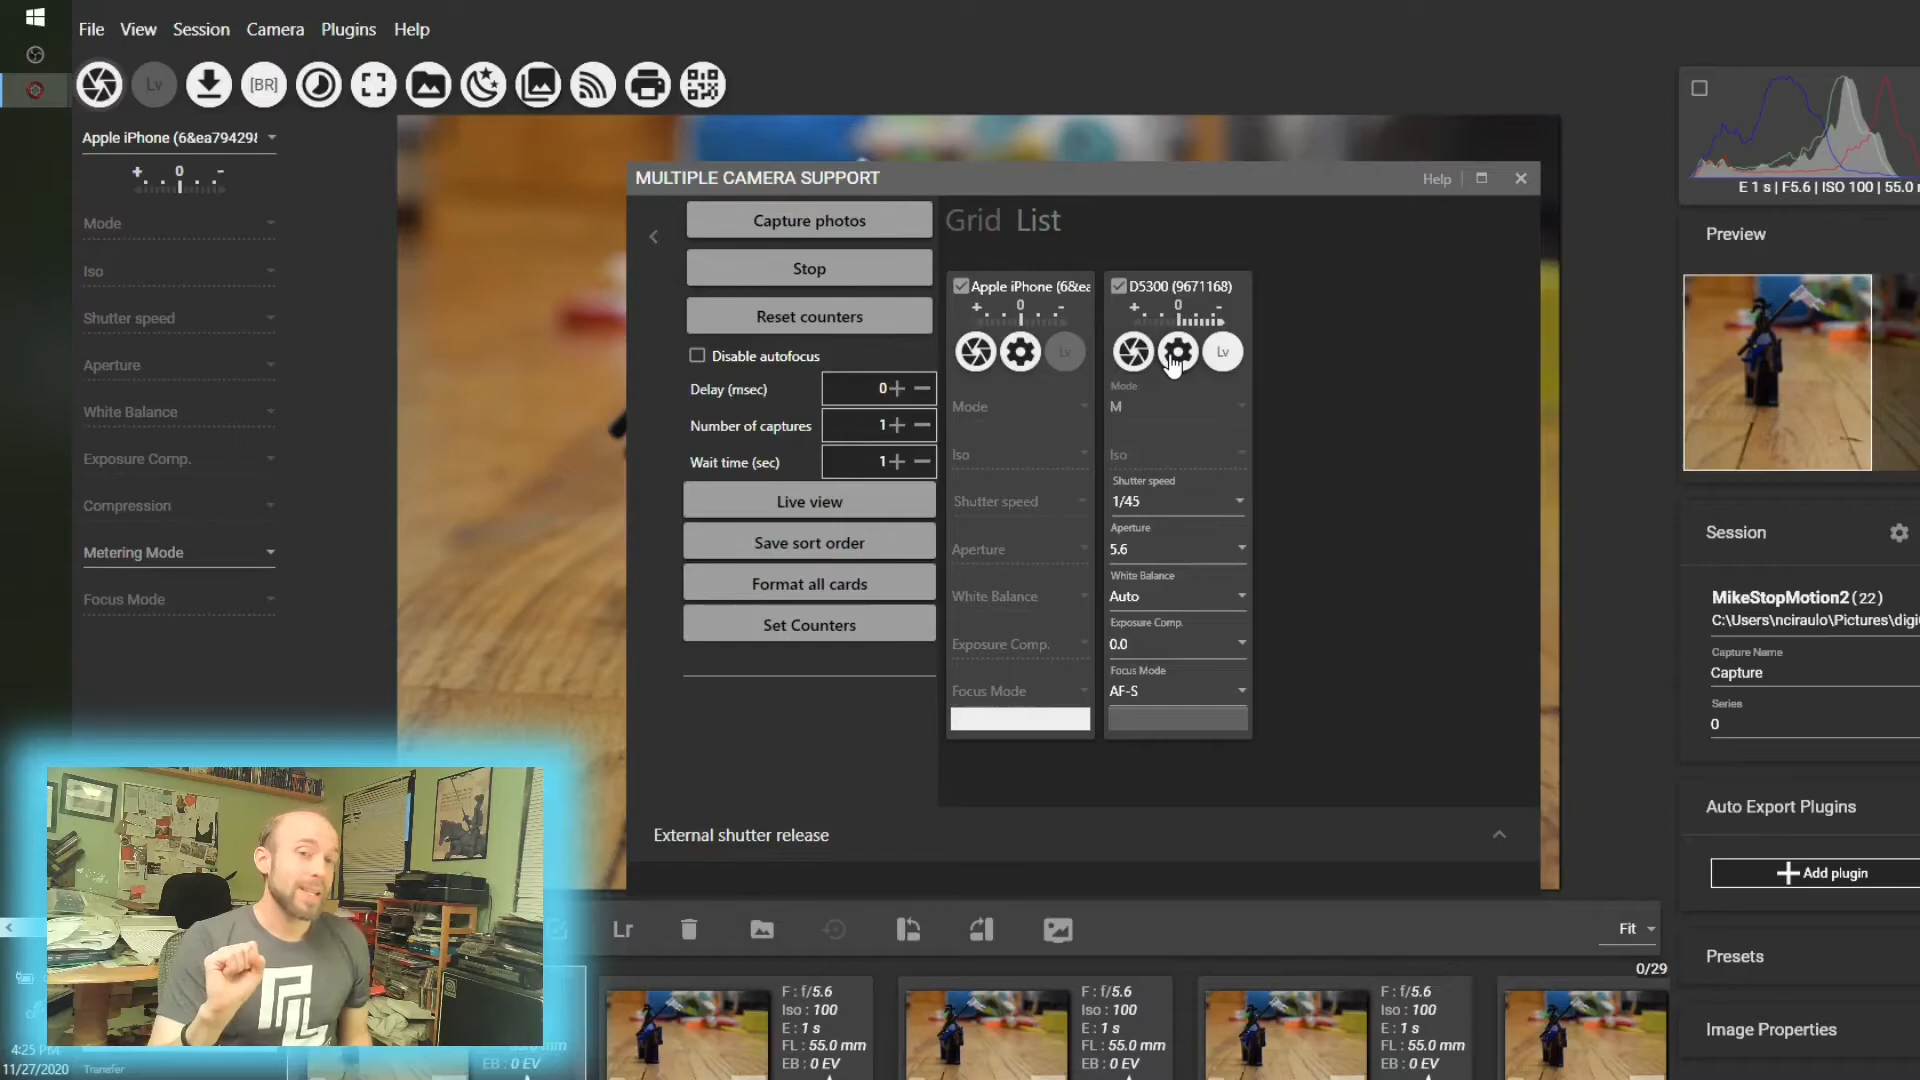 File View Session Camera Plugins Help
Lv [BR]
Apple iPhone (6&ea79429
+ 0 -
Mode
Iso
Shutter speed
Aperture
White Balance
Exposure Comp.
Compression
Metering Mode
Focus Mode
MULTIPLE CAMERA SUPPORT Help
Capture photos
Stop
Reset counters
Disable autofocus
Delay (msec) 0
Number of captures 1
Wait time (sec) 1
Live view
Save sort order
Format all cards
Set Counters
Grid List
Apple iPhone (6&ea
+ 0 -
Lv
Mode
Iso
Shutter speed
Aperture
White Balance
Exposure Comp.
Focus Mode
D5300 (9671168)
+ 0 -
Lv
Mode
M
Iso
Shutter speed
1/45
Aperture
5.6
White Balance
Auto
Exposure Comp.
0.0
Focus Mode
AF-S
External shutter release
E 1 s | F5.6 | ISO 100 | 55.0
Preview
Session
MikeStopMotion2 (22)
C:\Users\nciraulo\Pictures\digi
Capture Name
Capture
Series
0
Auto Export Plugins
Add plugin
Presets
Image Properties
Lr
Fit
0/29
EB : 0 EV
F : f/5.6
Iso : 100
E : 1 s
FL : 55.0 mm
EB : 0 EV
F : f/5.6
Iso : 100
E : 1 s
FL : 55.0 mm
EB : 0 EV
F : f/5.6
Iso : 100
E : 1 s
FL : 55.0 mm
EB : 0 EV
4:25 PM
11/27/2020
Transfer